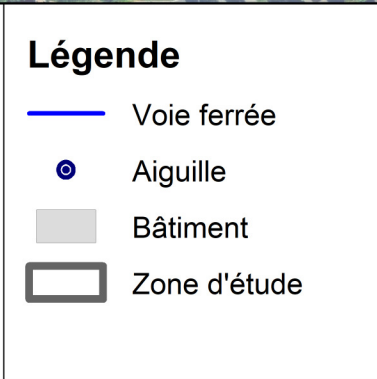 Légende
Voie ferrée
Aiguille
Bâtiment
Zone d'étude